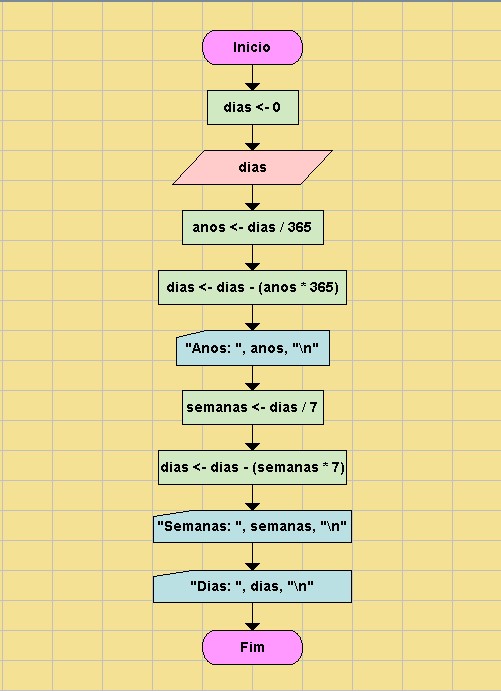 Inicio
dias <- 0
dias
anos <- dias / 365
dias <- dias - (anos * 365)
"Anos: ", anos, "\n"
semanas <- dias / 7
dias <- dias - (semanas * 7)
"Semanas: ", semanas, "\n"
"Dias: ", dias, "\n"
Fim